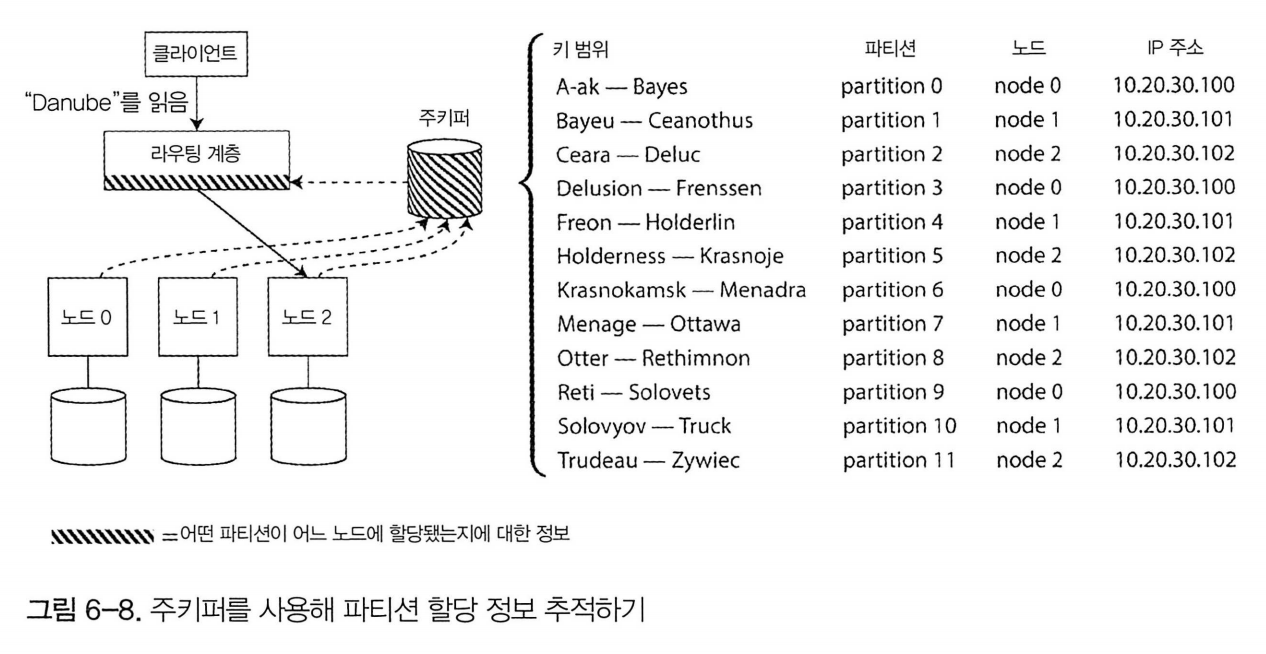 클라이언트
“Danube”를 읽음
라우팅 계층
주키퍼
노드 0
노드 1
노드 2
키 범위 파티션 노드 IP 주소
A-ak — Bayes partition 0 node 0 10.20.30.100
Bayeu — Ceanothus partition 1 node 1 10.20.30.101
Ceara — Deluc partition 2 node 2 10.20.30.102
Delusion — Frenssen partition 3 node 0 10.20.30.100
Freon — Holderlin partition 4 node 1 10.20.30.101
Holderness — Krasnoje partition 5 node 2 10.20.30.102
Krasnokamsk — Menadra partition 6 node 0 10.20.30.100
Menage — Ottawa partition 7 node 1 10.20.30.101
Otter — Rethimnon partition 8 node 2 10.20.30.102
Reti — Solovets partition 9 node 0 10.20.30.100
Solovyov — Truck partition 10 node 1 10.20.30.101
Trudeau — Zywiec partition 11 node 2 10.20.30.102
=어떤 파티션이 어느 노드에 할당됐는지에 대한 정보
그림 6-8. 주키퍼를 사용해 파티션 할당 정보 추적하기